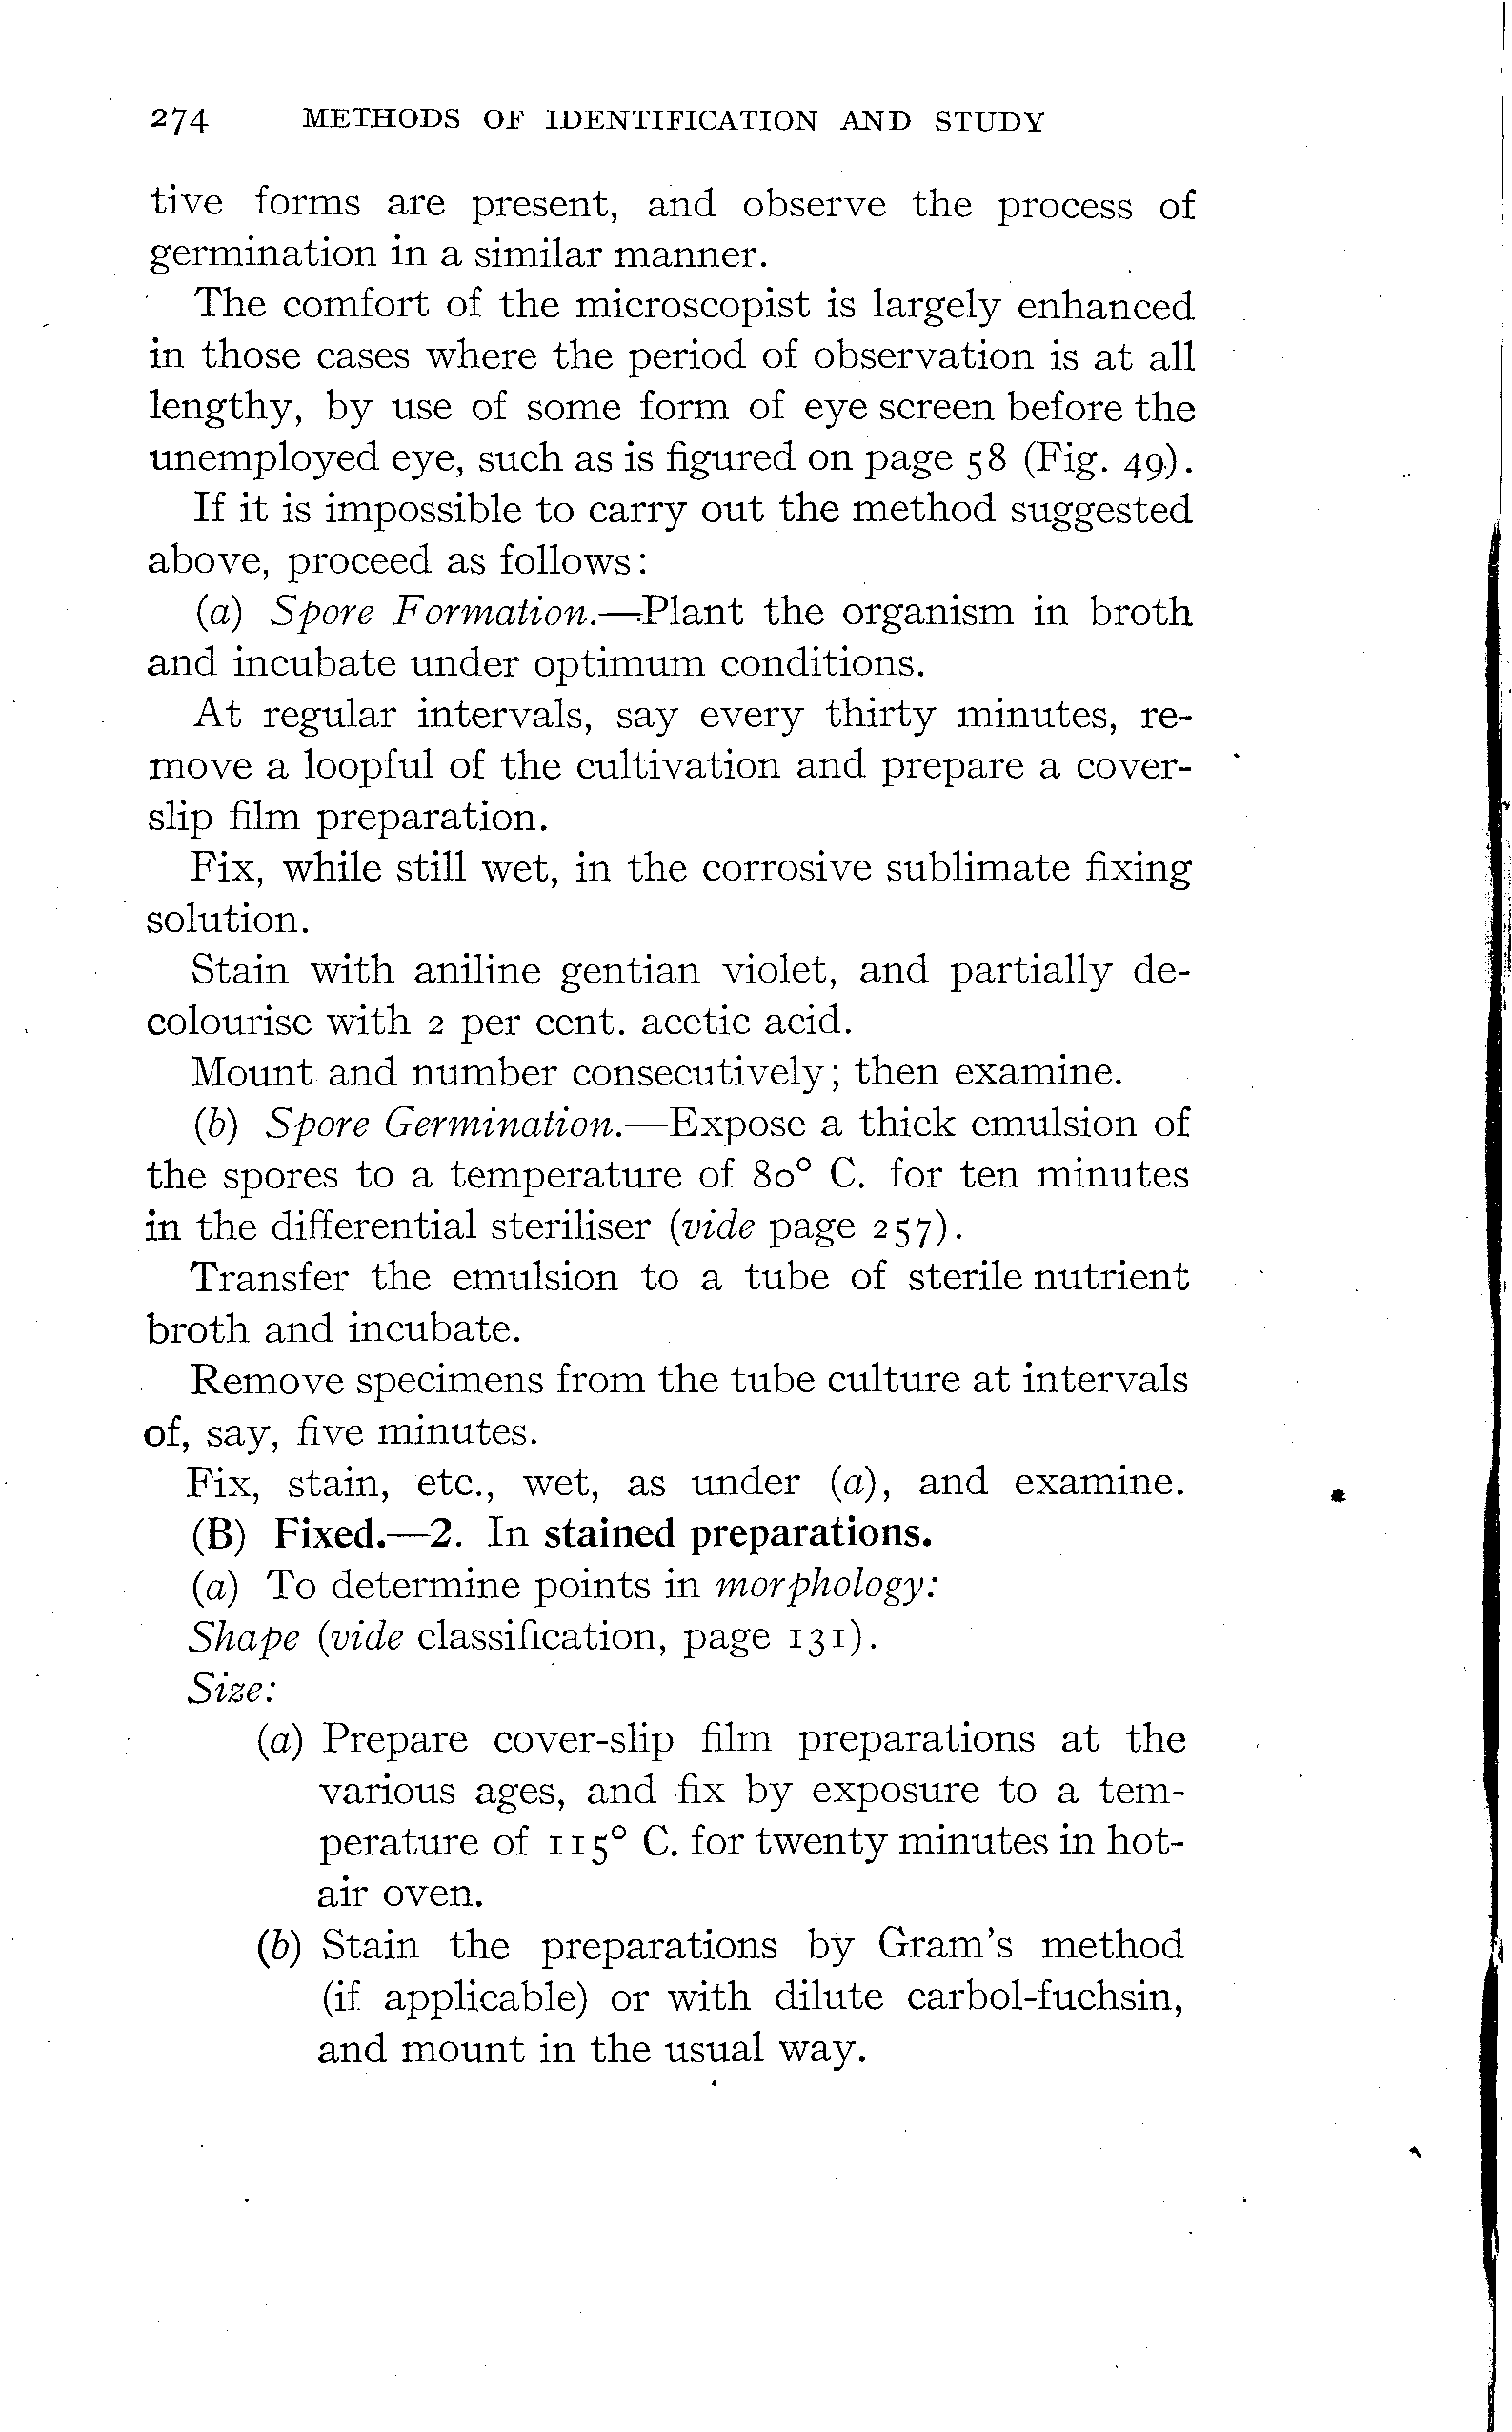 274 METHODS OF IDENTIFICATION AND STUDY
tive forms are present, and observe the process of
germination in a similar manner.
The comfort of the microscopist is largely enhanced
in those cases where the period of observation is at all
lengthy, by use of some form of eye screen before the
unemployed eye, such as is figured on page 58 (Fig. 49).
If it is impossible to carry out the method suggested
above, proceed as follows:
(a) Spore Formation.—Plant the organism in broth
and incubate under optimum conditions.
At regular intervals, say every thirty minutes, re-
move a loopful of the cultivation and prepare a cover-
slip film preparation.
Fix, while still wet, in the corrosive sublimate fixing
solution.
Stain with aniline gentian violet, and partially de-
colourise with 2 per cent. acetic acid.
Mount and number consecutively; then examine.
(b) Spore Germination.—Expose a thick emulsion of
the spores to a temperature of 80° C. for ten minutes
in the differential steriliser (vide page 257).
Transfer the emulsion to a tube of sterile nutrient
broth and incubate.
Remove specimens from the tube culture at intervals
of, say, five minutes.
Fix, stain, etc., wet, as under (a), and examine.
(B) Fixed.—2. In stained preparations.
(a) To determine points in morphology:
Shape (vide classification, page 131).
Size:
(a) Prepare cover-slip film preparations at the
various ages, and fix by exposure to a tem-
perature of 115° C. for twenty minutes in hot-
air oven.
(b) Stain the preparations by Gram's method
(if applicable) or with dilute carbol-fuchsin,
and mount in the usual way.